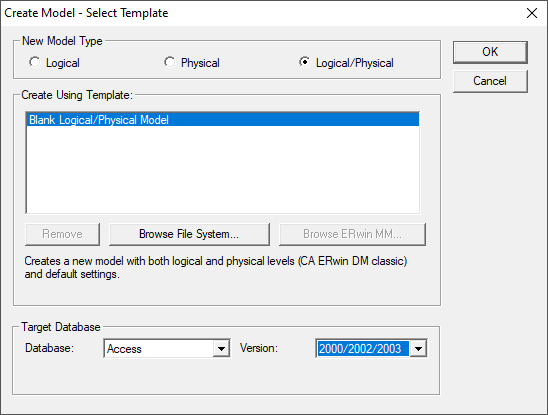 Create Model - Select Template
New Model Type
Logical
Physical
Logical/Physical
OK
Cancel
Create Using Template:
Blank Logical/Physical Model
Remove
Browse File System...
Browse ERwin MM...
Creates a new model with both logical and physical levels (CA ERwin DM classic)
and default settings.
Target Database
Database:
Access
Version:
2000/2002/2003